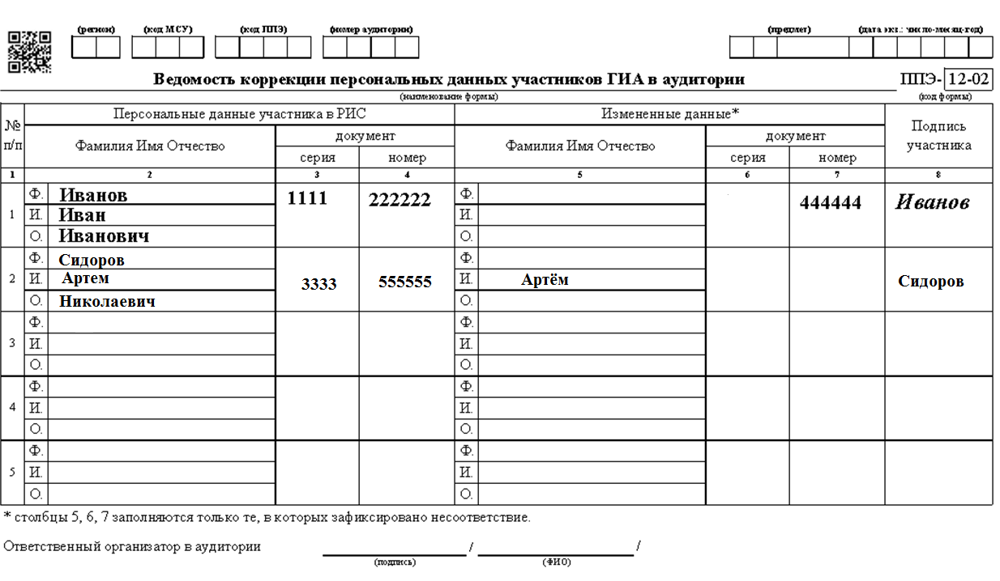 (регион) (код МСУ) (код ППЭ) (номер аудитории) (предмет) (дата экз.: число-месяц-год)
Ведомость коррекции персональных данных участников ГИА в аудитории ППЭ- 12-02
(наименование формы) (код формы)
№ п/п Персональные данные участника в РИС Измененные данные* Подпись участника
Фамилия Имя Отчество документ Фамилия Имя Отчество документ
серия номер серия номер
1 2 3 4 5 6 7 8
1 Ф. Иванов 1111 222222 Ф. 444444 Иванов
И. Иван И.
О. Иванович О.
Ф. Сидоров Ф.
2 И. Артем 3333 555555 И. Артём Сидоров
О. Николаевич О.
Ф. Ф.
3 И. И.
О. О.
Ф. Ф.
4 И. И.
О. О.
Ф. Ф.
5 И. И.
О. О.
* столбцы 5, 6, 7 заполняются только те, в которых зафиксировано несоответствие.
Ответственный организатор в аудитории / /
(подпись) (ФИО)